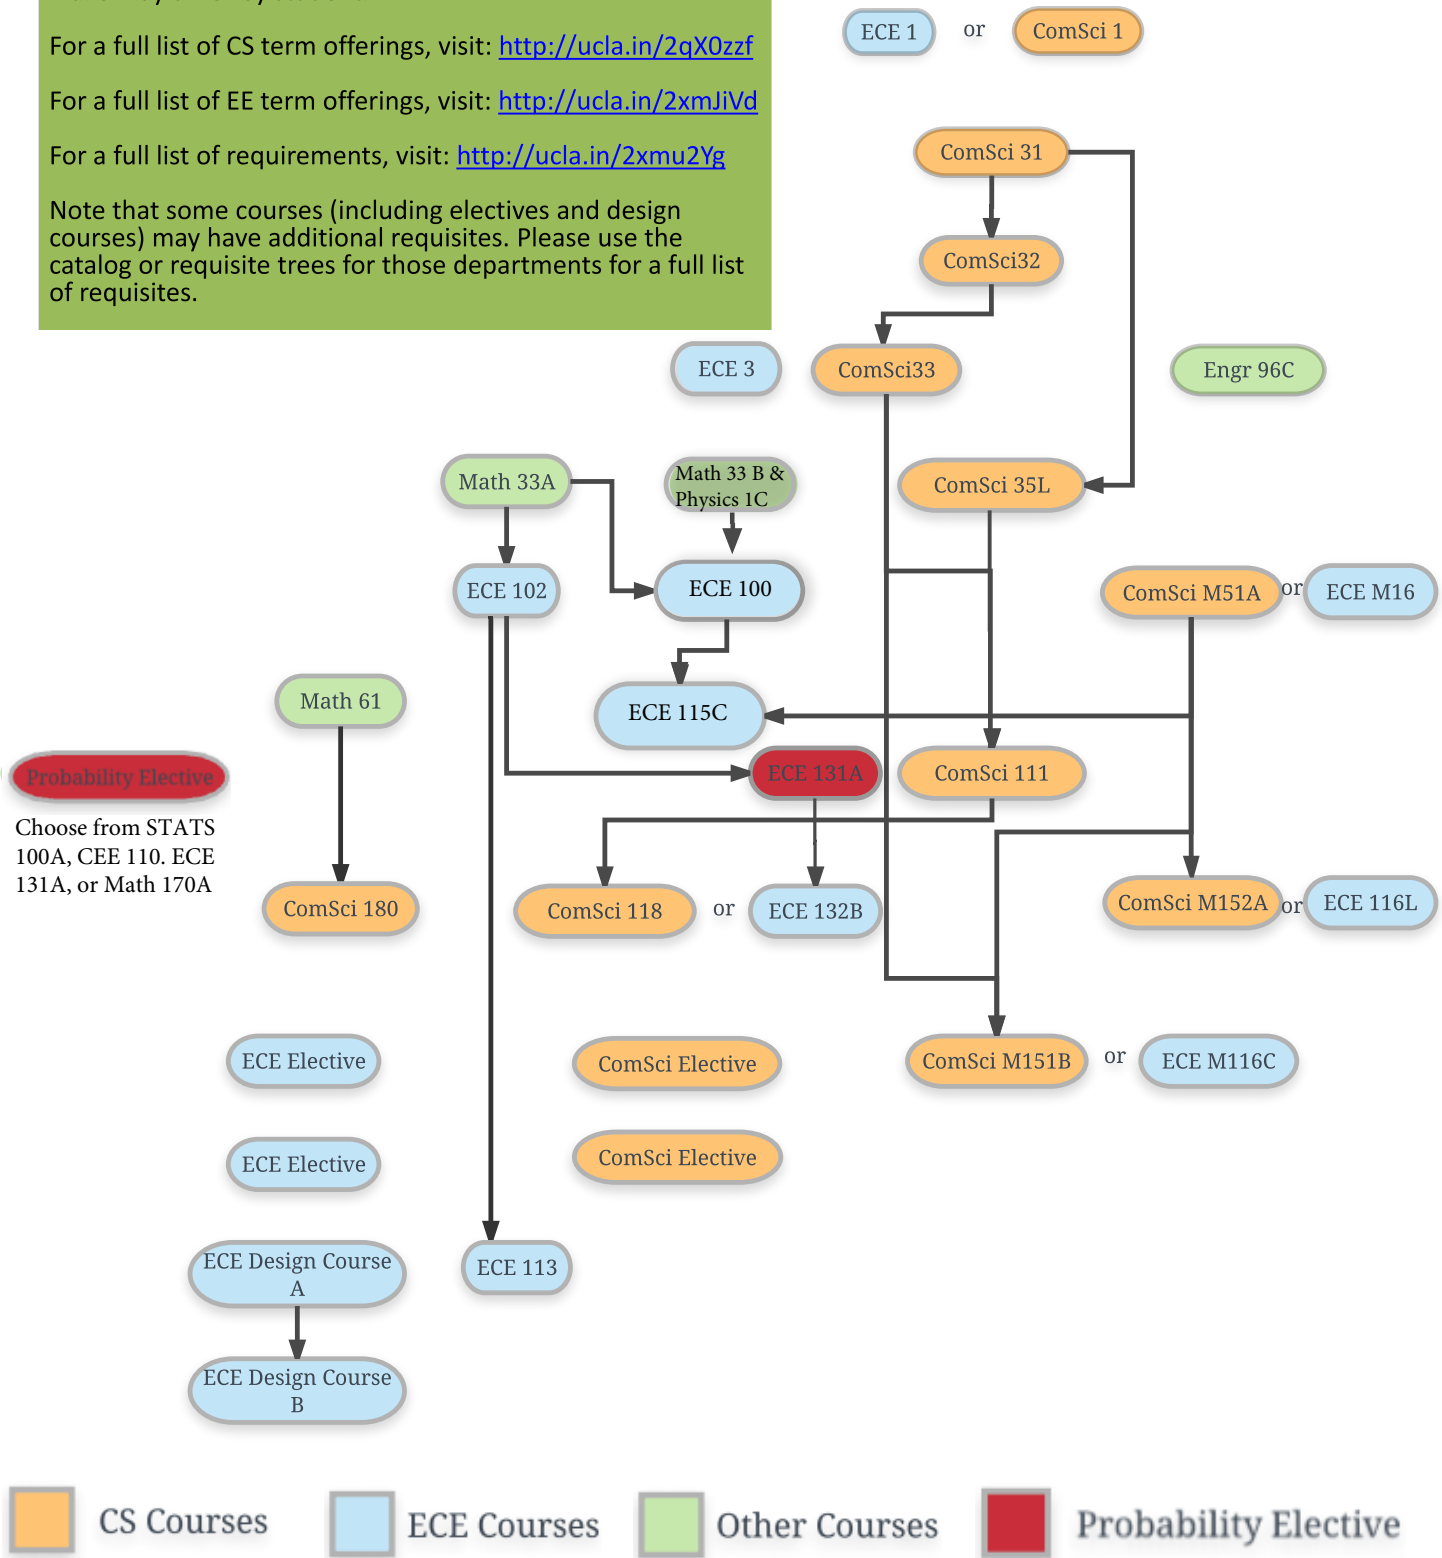 For a full list of CS term offerings, visit: http://ucla.in/2qX0zzf
For a full list of EE term offerings, visit: http://ucla.in/2xmJiVd
For a full list of requirements, visit: http://ucla.in/2xmu2Yg
Note that some courses (including electives and design
courses) may have additional requisites. Please use the
catalog or requisite trees for those departments for a full list
of requisites.
ECE 1 or ComSci 1
ComSci 31
ComSci32
ECE 3
ComSci33
Engr 96C
Math 33A
Math 33 B &
Physics 1C
ComSci 35L
ECE 102
ECE 100
ComSci M51A or ECE M16
Math 61
ECE 115C
Probability Elective
Choose from STATS
100A, CEE 110. ECE
131A, or Math 170A
ECE 131A
ComSci 111
ComSci 180
ComSci 118 or ECE 132B
ComSci M152A or ECE 116L
ECE Elective
ComSci Elective
ComSci M151B or ECE M116C
ECE Elective
ComSci Elective
ECE Design Course
A
ECE 113
ECE Design Course
B
CS Courses
ECE Courses
Other Courses
Probability Elective